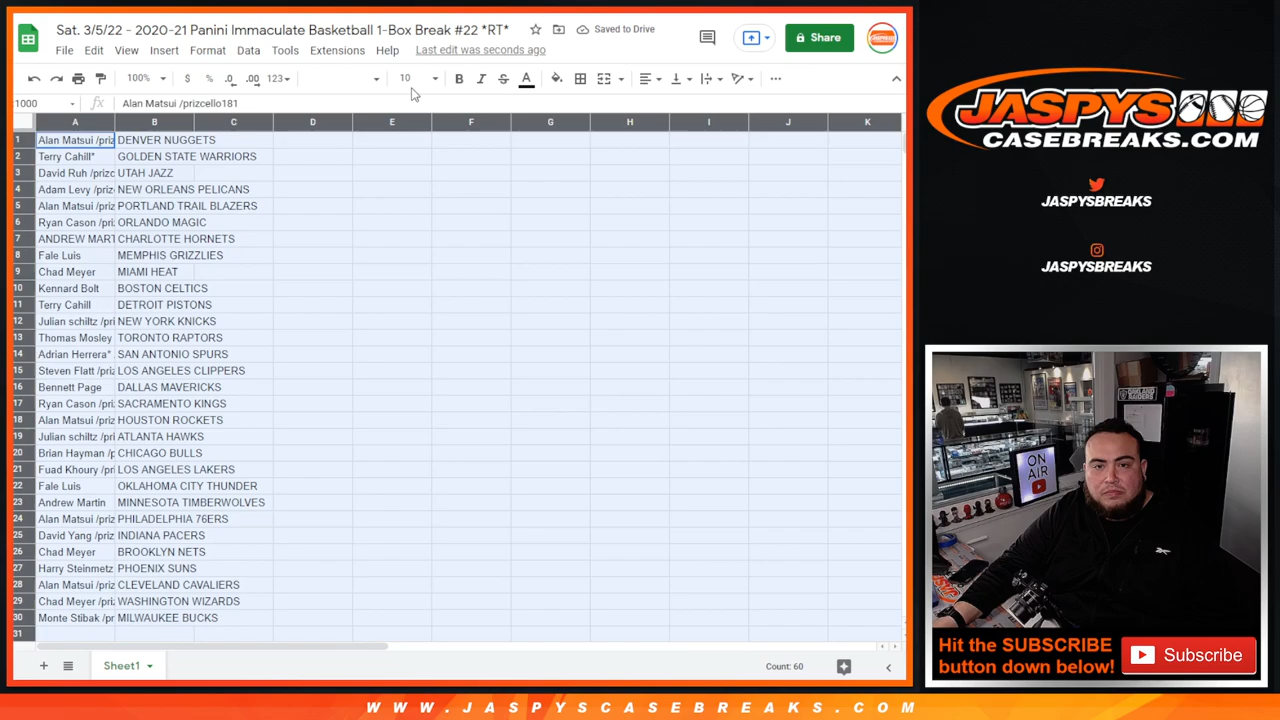 Sat. 3/5/22 - 2020-21 Panini Immaculate Basketball 1-Box Break #22 *RT*
Saved to Drive
Share
File Edit View Insert Format Data Tools Extensions Help Last edit was seconds ago
100% $ % .0 .00 123 10 B I S A
1000 fx Alan Matsui /prizcello181
A B C D E F G H I J K
1 Alan Matsui /priz DENVER NUGGETS
2 Terry Cahill* GOLDEN STATE WARRIORS
3 David Ruh /prizc UTAH JAZZ
4 Adam Levy /priz NEW ORLEANS PELICANS
5 Alan Matsui /priz PORTLAND TRAIL BLAZERS
6 Ryan Cason /pri ORLANDO MAGIC
7 ANDREW MART CHARLOTTE HORNETS
8 Fale Luis MEMPHIS GRIZZLIES
9 Chad Meyer MIAMI HEAT
10 Kennard Bolt BOSTON CELTICS
11 Terry Cahill DETROIT PISTONS
12 Julian schiltz /pri NEW YORK KNICKS
13 Thomas Mosley TORONTO RAPTORS
14 Adrian Herrera* SAN ANTONIO SPURS
15 Steven Flatt /pri LOS ANGELES CLIPPERS
16 Bennett Page DALLAS MAVERICKS
17 Ryan Cason /pri SACRAMENTO KINGS
18 Alan Matsui /priz HOUSTON ROCKETS
19 Julian schiltz /pri ATLANTA HAWKS
20 Brian Hayman /p CHICAGO BULLS
21 Fuad Khoury /pri LOS ANGELES LAKERS
22 Fale Luis OKLAHOMA CITY THUNDER
23 Andrew Martin MINNESOTA TIMBERWOLVES
24 Alan Matsui /priz PHILADELPHIA 76ERS
25 David Yang /priz INDIANA PACERS
26 Chad Meyer BROOKLYN NETS
27 Harry Steinmetz PHOENIX SUNS
28 Alan Matsui /priz CLEVELAND CAVALIERS
29 Chad Meyer /pri WASHINGTON WIZARDS
30 Monte Stibak /pr MILWAUKEE BUCKS
31
Sheet1
Count: 60
JASPYS
CASEBREAKS.COM
JASPYSBREAKS
JASPYSBREAKS
OAKLAND
RAIDERS
ON
AIR
Hit the SUBSCRIBE
button down below!
Subscribe
WWW.JASPYSCASEBREAKS.COM